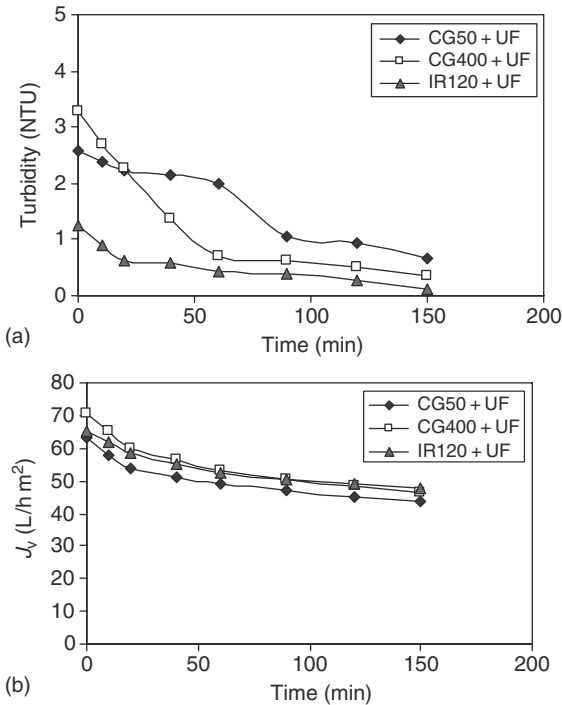 5
4
3
2
1
0
Turbidity (NTU)
CG50 + UF
CG400 + UF
IR120 + UF
0 50 100 150 200
Time (min)
(a)
80
70
60
50
40
30
20
10
0
Jv (L/h m²)
CG50 + UF
CG400 + UF
IR120 + UF
0 50 100 150 200
Time (min)
(b)